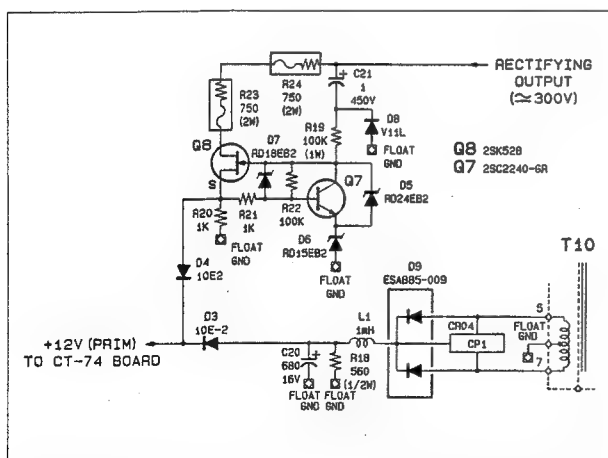 R24
750
(2W)
C21
1
450V
RECTIFYING
OUTPUT
(≃300V)
R23
750
(2W)
D8
V11L
FLOAT
GND
R19
100K
(1W)
D7
RD18EB2
Q8
Q7
Q8 2SK528
Q7 2SC2240-GR
S
R20
1K
R21
1K
R22
100K
D5
RD24EB2
FLOAT
GND
D6
RD15EB2
FLOAT
GND
T10
D4
10E2
D9
ESAB85-009
5
FLOAT
GND
7
CR04
CP1
D3
10E-2
L1
1mH
+12V (PRIM)
TO CT-74 BOARD
C20
680
16V
R18
560
(1/2W)
FLOAT
GND
FLOAT
GND